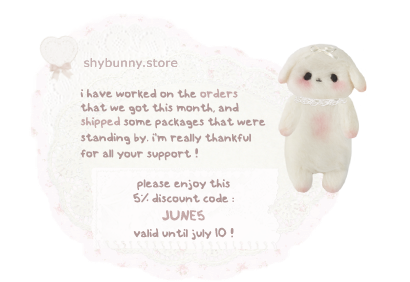 shybunny.store
i have worked on the orders
that we got this month, and
shipped some packages that were
standing by. i'm really thankful
for all your support !
please enjoy this
5% discount code :
JUNE5
valid until july 10 !